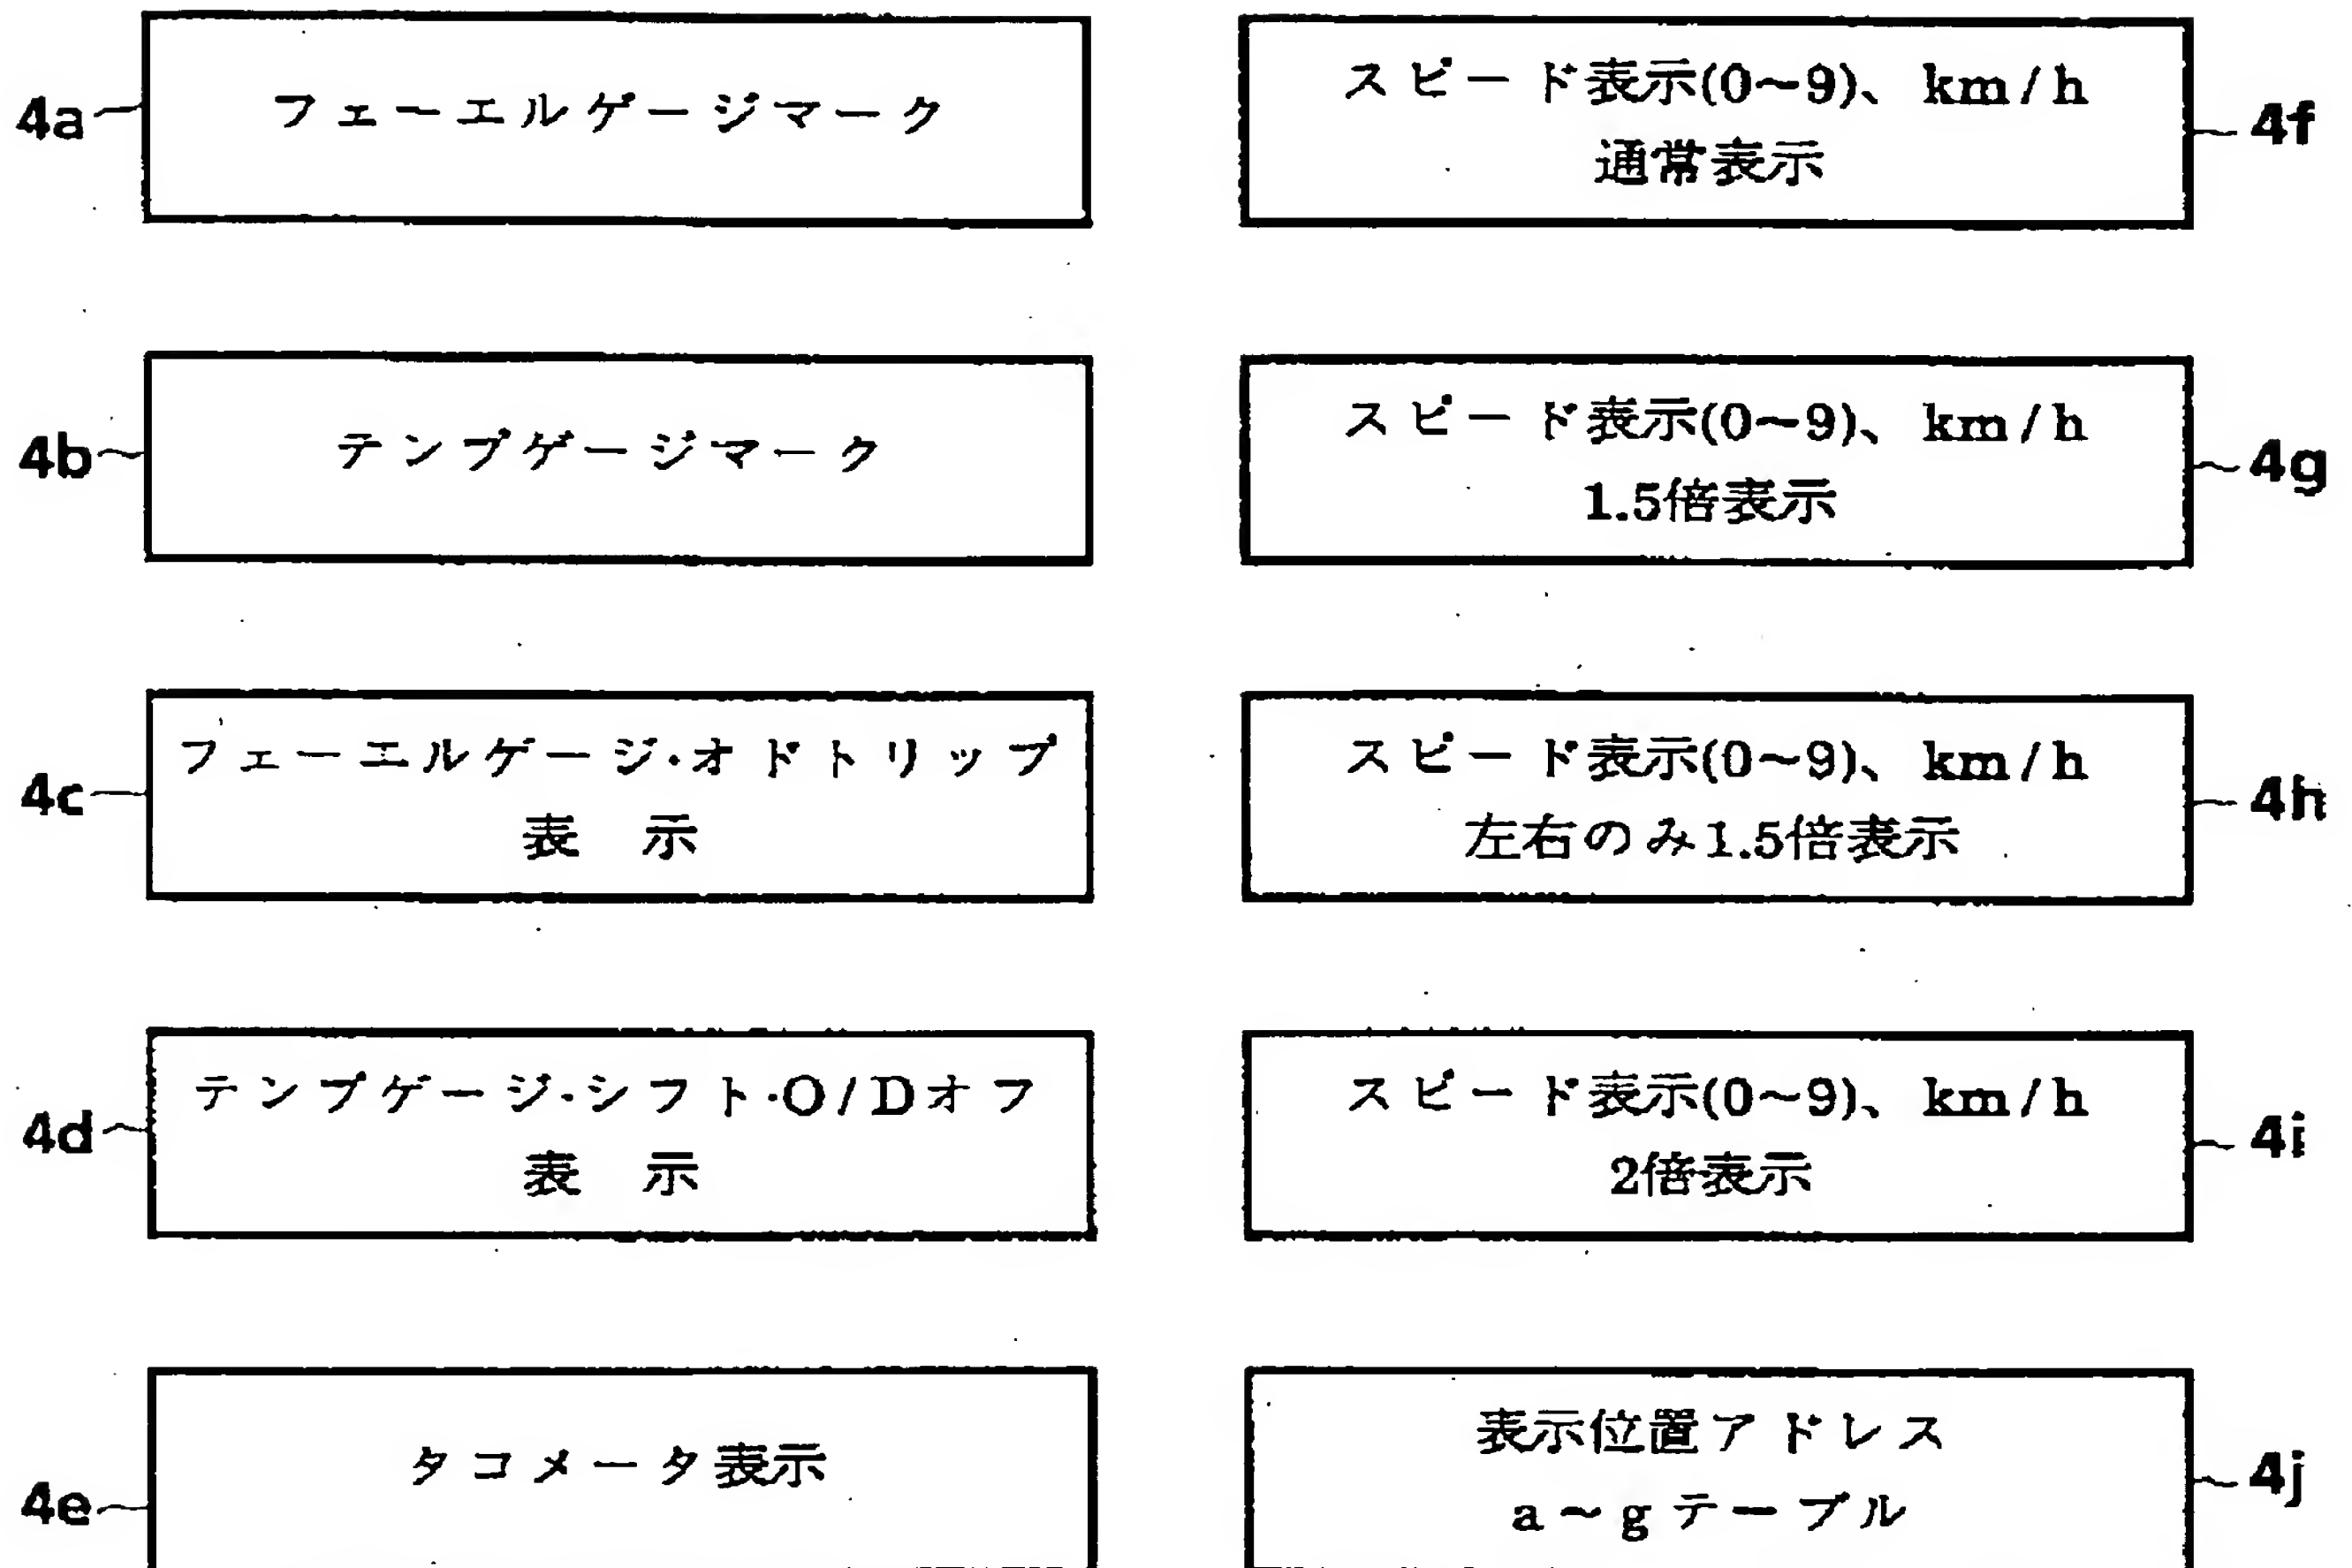 4a
フェーエルゲージマーク
4b
テンプゲージマーク
4c
フェーエルゲージ・オドトリップ
表 示
4d
テンプゲージ・シフト・O/Dオフ
表 示
4e
タコメータ表示
スピード表示(0~9)、km/h
通常表示
4f
スピード表示(0~9)、km/h
1.5倍表示
4g
スピード表示(0~9)、km/h
左右のみ1.5倍表示
4h
スピード表示(0~9)、km/h
2倍表示
4i
表示位置アドレス
a~gテーブル
4j